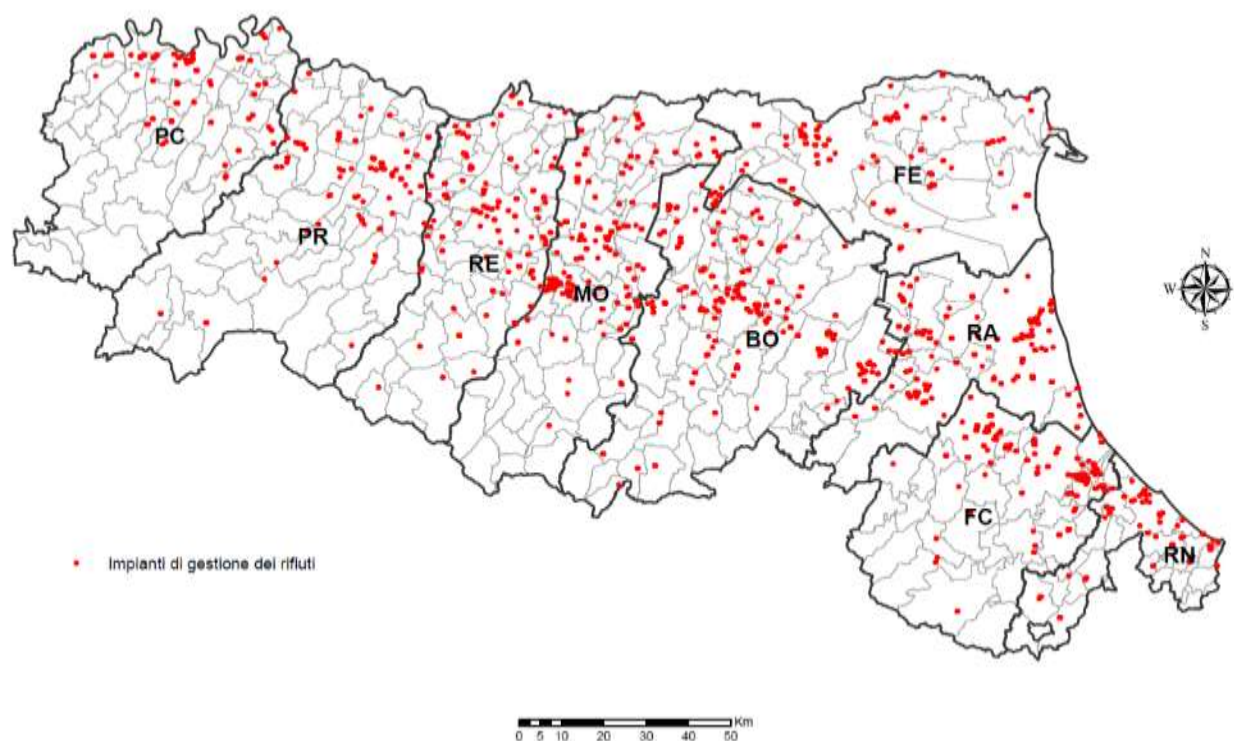 PC
FE
PR
RE
N
MO
W
E
S
BO
RA
FC
RN
Impianti di gestione dei rifiuti
Km
0 5 10 20 30 40 50